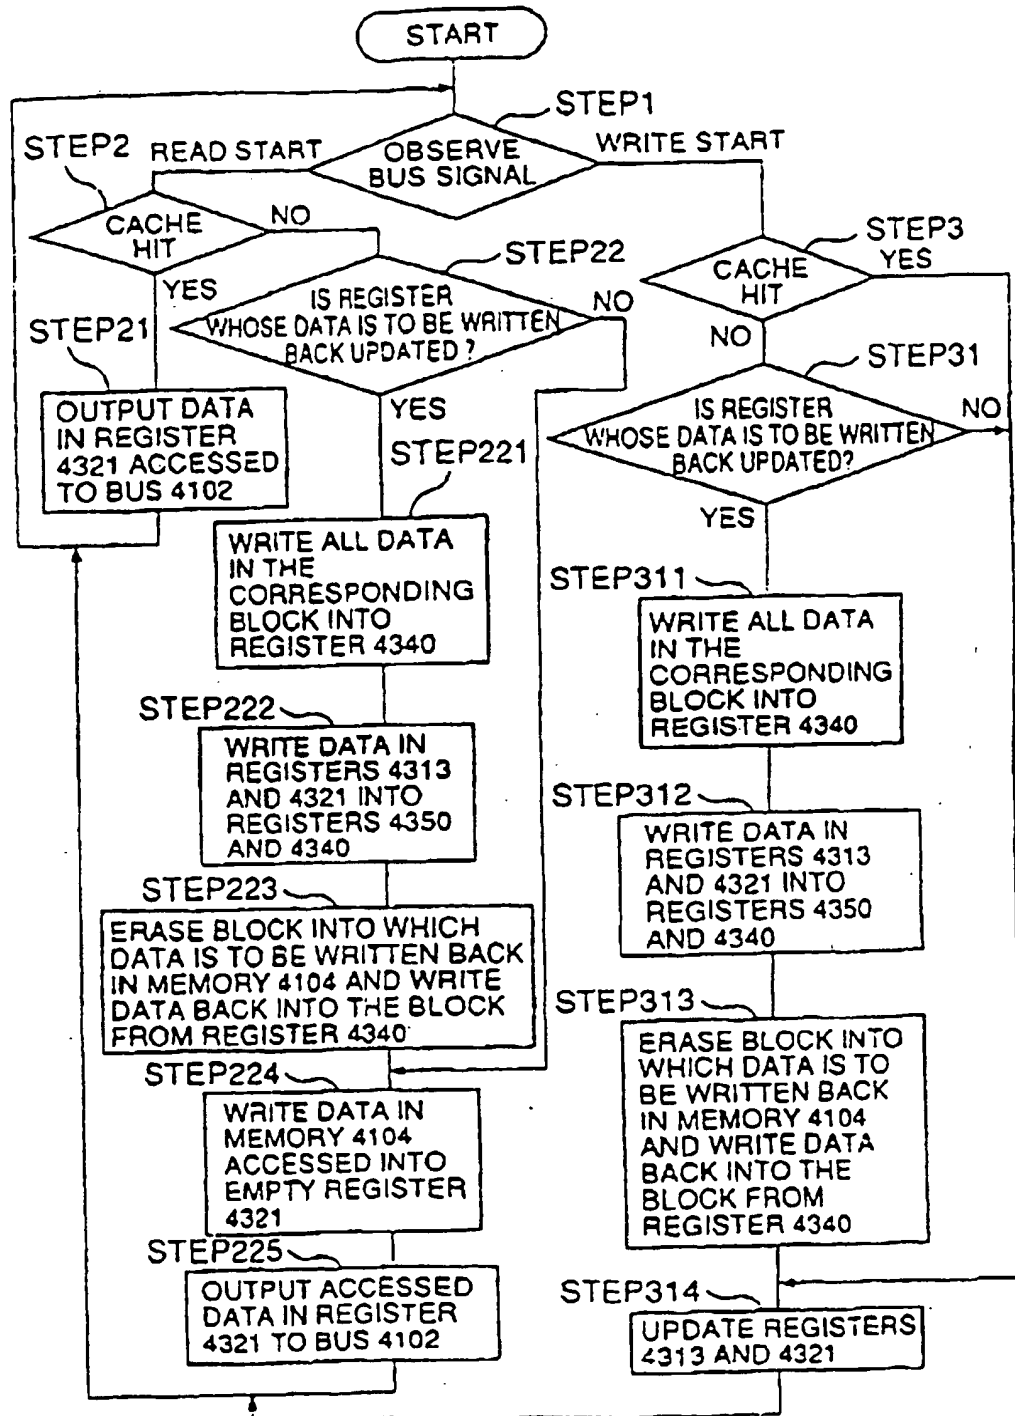 START
STEP1
OBSERVE
BUS SIGNAL
READ START
WRITE START
STEP2
CACHE
HIT
NO
YES
STEP21
OUTPUT DATA
IN REGISTER
4321 ACCESSED
TO BUS 4102
STEP22
IS REGISTER
WHOSE DATA IS TO BE WRITTEN
BACK UPDATED ?
NO
YES
STEP221
WRITE ALL DATA
IN THE
CORRESPONDING
BLOCK INTO
REGISTER 4340
STEP222
WRITE DATA IN
REGISTERS 4313
AND 4321 INTO
REGISTERS 4350
AND 4340
STEP223
ERASE BLOCK INTO WHICH
DATA IS TO BE WRITTEN BACK
IN MEMORY 4104 AND WRITE
DATA BACK INTO THE BLOCK
FROM REGISTER 4340
STEP224
WRITE DATA IN
MEMORY 4104
ACCESSED INTO
EMPTY REGISTER
4321
STEP225
OUTPUT ACCESSED
DATA IN REGISTER
4321 TO BUS 4102
STEP3
CACHE
HIT
YES
NO
STEP31
IS REGISTER
WHOSE DATA IS TO BE WRITTEN
BACK UPDATED?
NO
YES
STEP311
WRITE ALL DATA
IN THE
CORRESPONDING
BLOCK INTO
REGISTER 4340
STEP312
WRITE DATA IN
REGISTERS 4313
AND 4321 INTO
REGISTERS 4350
AND 4340
STEP313
ERASE BLOCK INTO
WHICH DATA IS TO
BE WRITTEN BACK
IN MEMORY 4104
AND WRITE DATA
BACK INTO THE
BLOCK FROM
REGISTER 4340
STEP314
UPDATE REGISTERS
4313 AND 4321